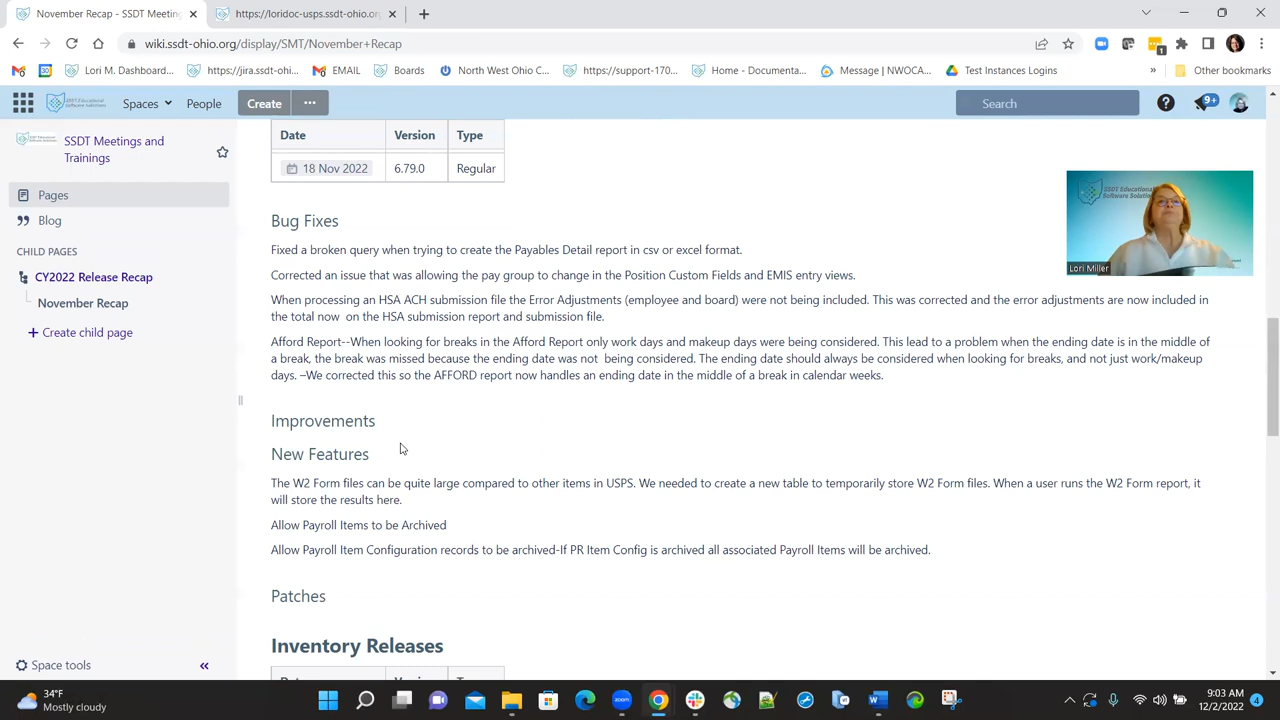 November Recap - SSDT Meeting
https://loridoc-usps.ssdt-ohio.org
wiki.ssdt-ohio.org/display/SMT/November+Recap
1
Lori M. Dashboard...
https://jira.ssdt-ohi...
EMAIL
Boards
North West Ohio C...
https://support-170...
Home - Documenta...
Message | NWOCA...
Test Instances Logins
»
Other bookmarks
Spaces
People
Create
Search
9+
SSDT Meetings and
Trainings
Pages
Blog
CHILD PAGES
CY2022 Release Recap
November Recap
+ Create child page
Space tools
«
Date Version Type
18 Nov 2022 6.79.0 Regular
SSDT Educational
Software Solutions
Lori Miller
Bug Fixes
Fixed a broken query when trying to create the Payables Detail report in csv or excel format.
Corrected an issue that was allowing the pay group to change in the Position Custom Fields and EMIS entry views.
When processing an HSA ACH submission file the Error Adjustments (employee and board) were not being included. This was corrected and the error adjustments are now included in
the total now on the HSA submission report and submission file.
Afford Report--When looking for breaks in the Afford Report only work days and makeup days were being considered. This lead to a problem when the ending date is in the middle of
a break, the break was missed because the ending date was not being considered. The ending date should always be considered when looking for breaks, and not just work/makeup
days. –We corrected this so the AFFORD report now handles an ending date in the middle of a break in calendar weeks.
Improvements
New Features
The W2 Form files can be quite large compared to other items in USPS. We needed to create a new table to temporarily store W2 Form files. When a user runs the W2 Form report, it
will store the results here.
Allow Payroll Items to be Archived
Allow Payroll Item Configuration records to be archived-If PR Item Config is archived all associated Payroll Items will be archived.
Patches
Inventory Releases
34°F
Mostly cloudy
9:03 AM
12/2/2022
4